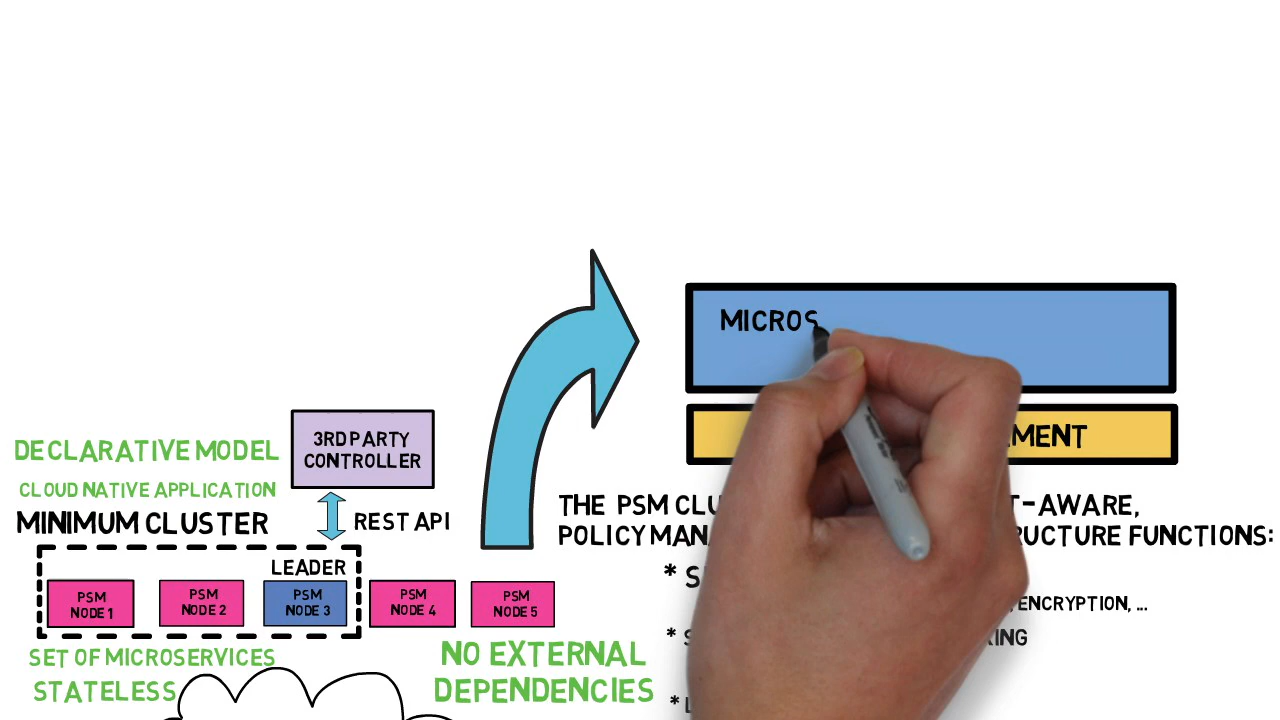 MICROS
MENT
DECLARATIVE MODEL
CLOUD NATIVE APPLICATION
MINIMUM CLUSTER
3RD PARTY
CONTROLLER
REST API
LEADER
PSM
NODE 1
PSM
NODE 2
PSM
NODE 3
PSM
NODE 4
PSM
NODE 5
SET OF MICROSERVICES
STATELESS
NO EXTERNAL
DEPENDENCIES
THE PSM CLU T-AWARE,
POLICY MAN RUCTURE FUNCTIONS:
* S
ENCRYPTION, ...
* S KING
* L